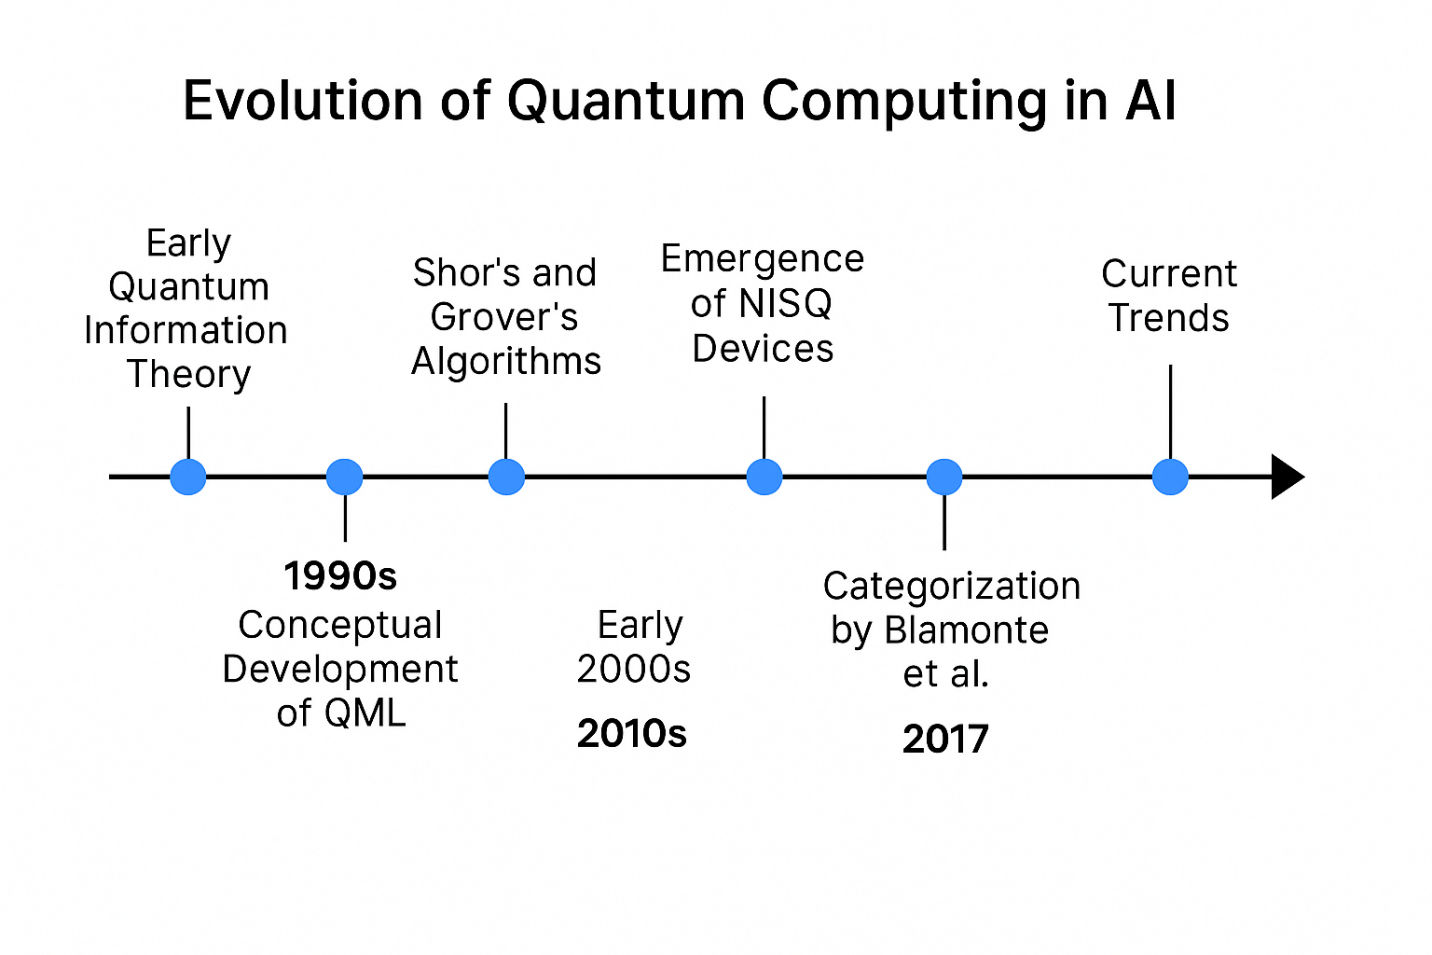 Evolution of Quantum Computing in AI
Early
Quantum
Information
Theory
Shor's and
Grover's
Algorithms
Emergence
of NISQ
Devices
Current
Trends
1990s
Conceptual
Development
of QML
Early
2000s
2010s
Categorization
by Blamonte
et al.
2017